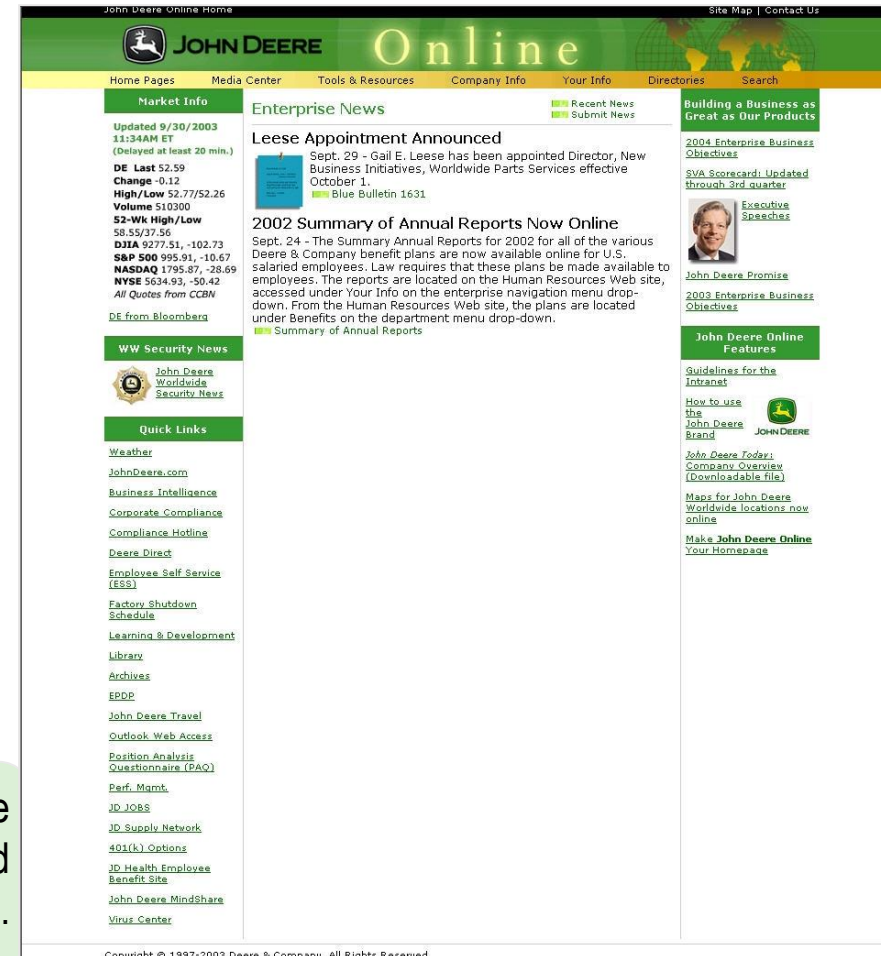 John Deere Online Home
Site Map | Contact Us
JOHN DEERE
Online
Home Pages
Media Center
Tools & Resources
Company Info
Your Info
Directories
Search
Market Info
Updated 9/30/2003
11:34AM ET
(Delayed at least 20 min.)
DE Last 52.59
Change -0.12
High/Low 52.77/52.26
Volume 510300
52-Wk High/Low
58.55/37.56
DJIA 9277.51, -102.73
S&P 500 995.91, -10.67
NASDAQ 1795.87, -28.69
NYSE 5634.93, -50.42
All Quotes from CCBN
DE from Bloomberg
WW Security News
John Deere
Worldwide
Security News
Quick Links
Weather
JohnDeere.com
Business Intelligence
Corporate Compliance
Compliance Hotline
Deere Direct
Employee Self Service
(ESS)
Factory Shutdown
Schedule
Learning & Development
Library
Archives
EPDP
John Deere Travel
Outlook Web Access
Position Analysis
Questionnaire (PAQ)
Perf. Mgmt.
JD JOBS
JD Supply Network
401(k) Options
JD Health Employee
Benefit Site
John Deere MindShare
Virus Center
Enterprise News
Recent News
Submit News
Leese Appointment Announced
Sept. 29 - Gail E. Leese has been appointed Director, New
Business Initiatives, Worldwide Parts Services effective
October 1.
Blue Bulletin 1631
2002 Summary of Annual Reports Now Online
Sept. 24 - The Summary Annual Reports for 2002 for all of the various
Deere & Company benefit plans are now available online for U.S.
salaried employees. Law requires that these plans be made available to
employees. The reports are located on the Human Resources Web site,
accessed under Your Info on the enterprise navigation menu drop-
down. From the Human Resources Web site, the plans are located
under Benefits on the department menu drop-down.
Summary of Annual Reports
Building a Business as
Great as Our Products
2004 Enterprise Business
Objectives
SVA Scorecard: Updated
through 3rd quarter
Executive
Speeches
John Deere Promise
2003 Enterprise Business
Objectives
John Deere Online
Features
Guidelines for the
Intranet
How to use
the
John Deere
Brand
JOHN DEERE
John Deere Today:
Company Overview
(Downloadable file)
Maps for John Deere
Worldwide locations now
online
Make John Deere Online
Your Homepage
Copyright © 1997-2003 Deere & Company. All Rights Reserved